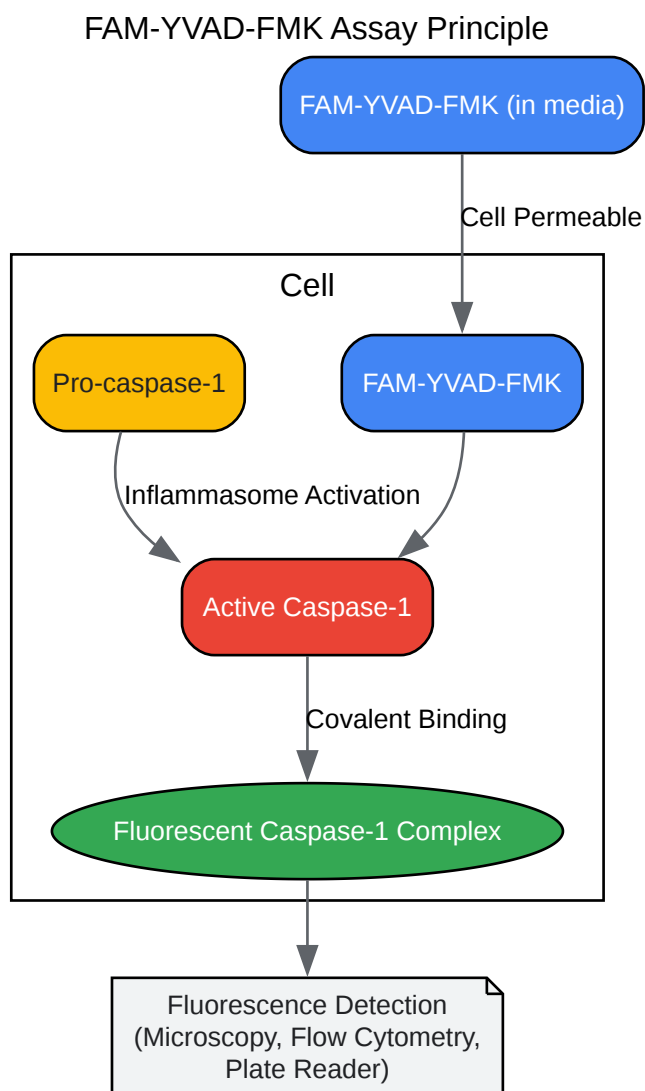 FAM-YVAD-FMK Assay Principle
FAM-YVAD-FMK (in media)
Cell Permeable
Cell
Pro-caspase-1
FAM-YVAD-FMK
Inflammasome Activation
Active Caspase-1
Covalent Binding
Fluorescent Caspase-1 Complex
Fluorescence Detection
(Microscopy, Flow Cytometry,
Plate Reader)